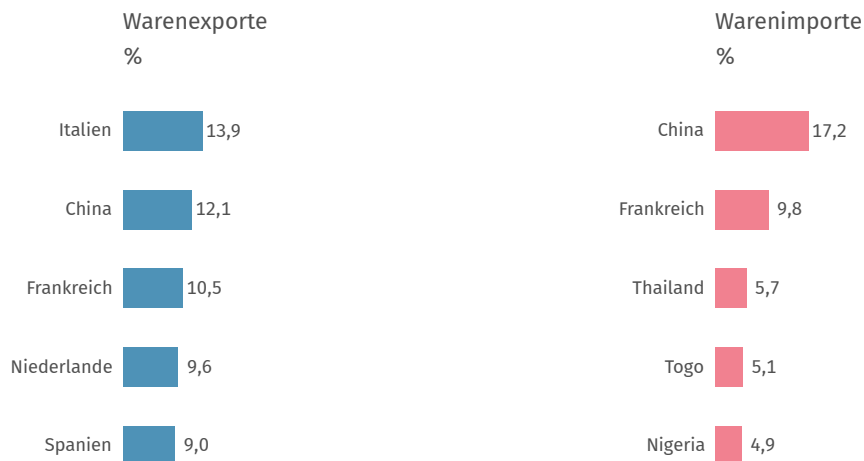 Warenexporte
%
Italien 13,9
China 12,1
Frankreich 10,5
Niederlande 9,6
Spanien 9,0
Warenimporte
%
China 17,2
Frankreich 9,8
Thailand 5,7
Togo 5,1
Nigeria 4,9